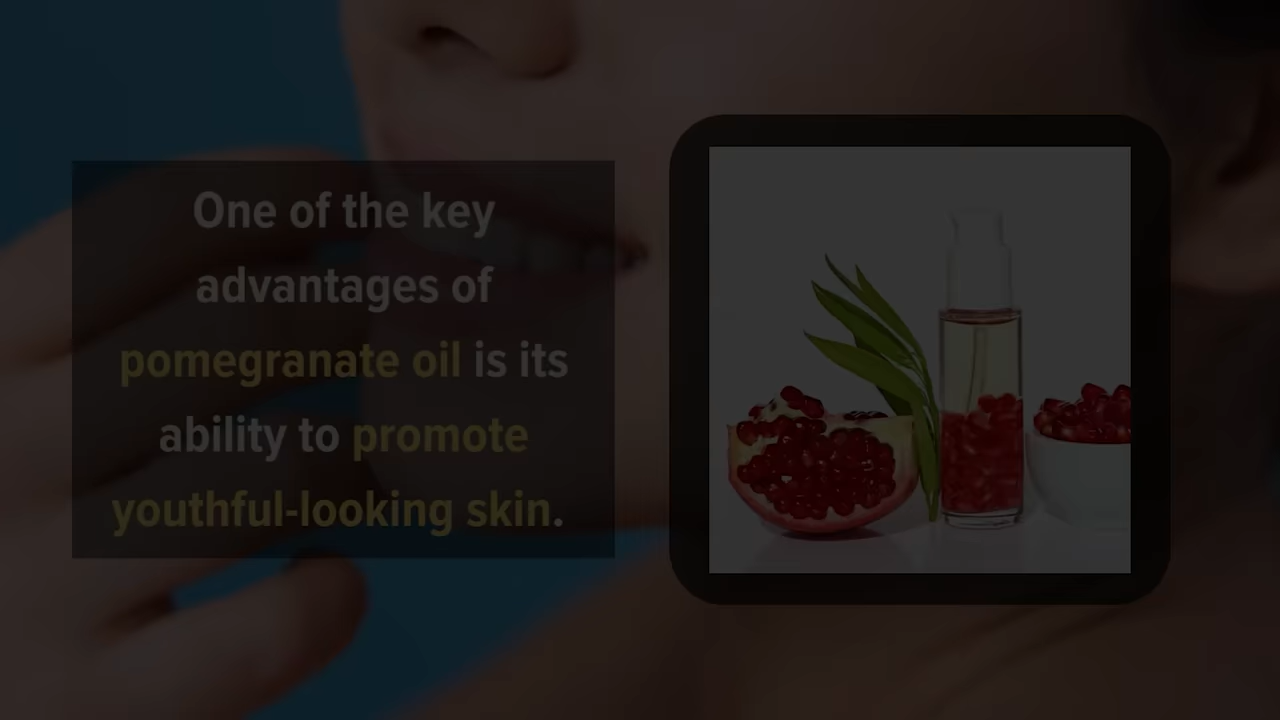 One of the key
advantages of
pomegranate oil is its
ability to promote
youthful-looking skin.